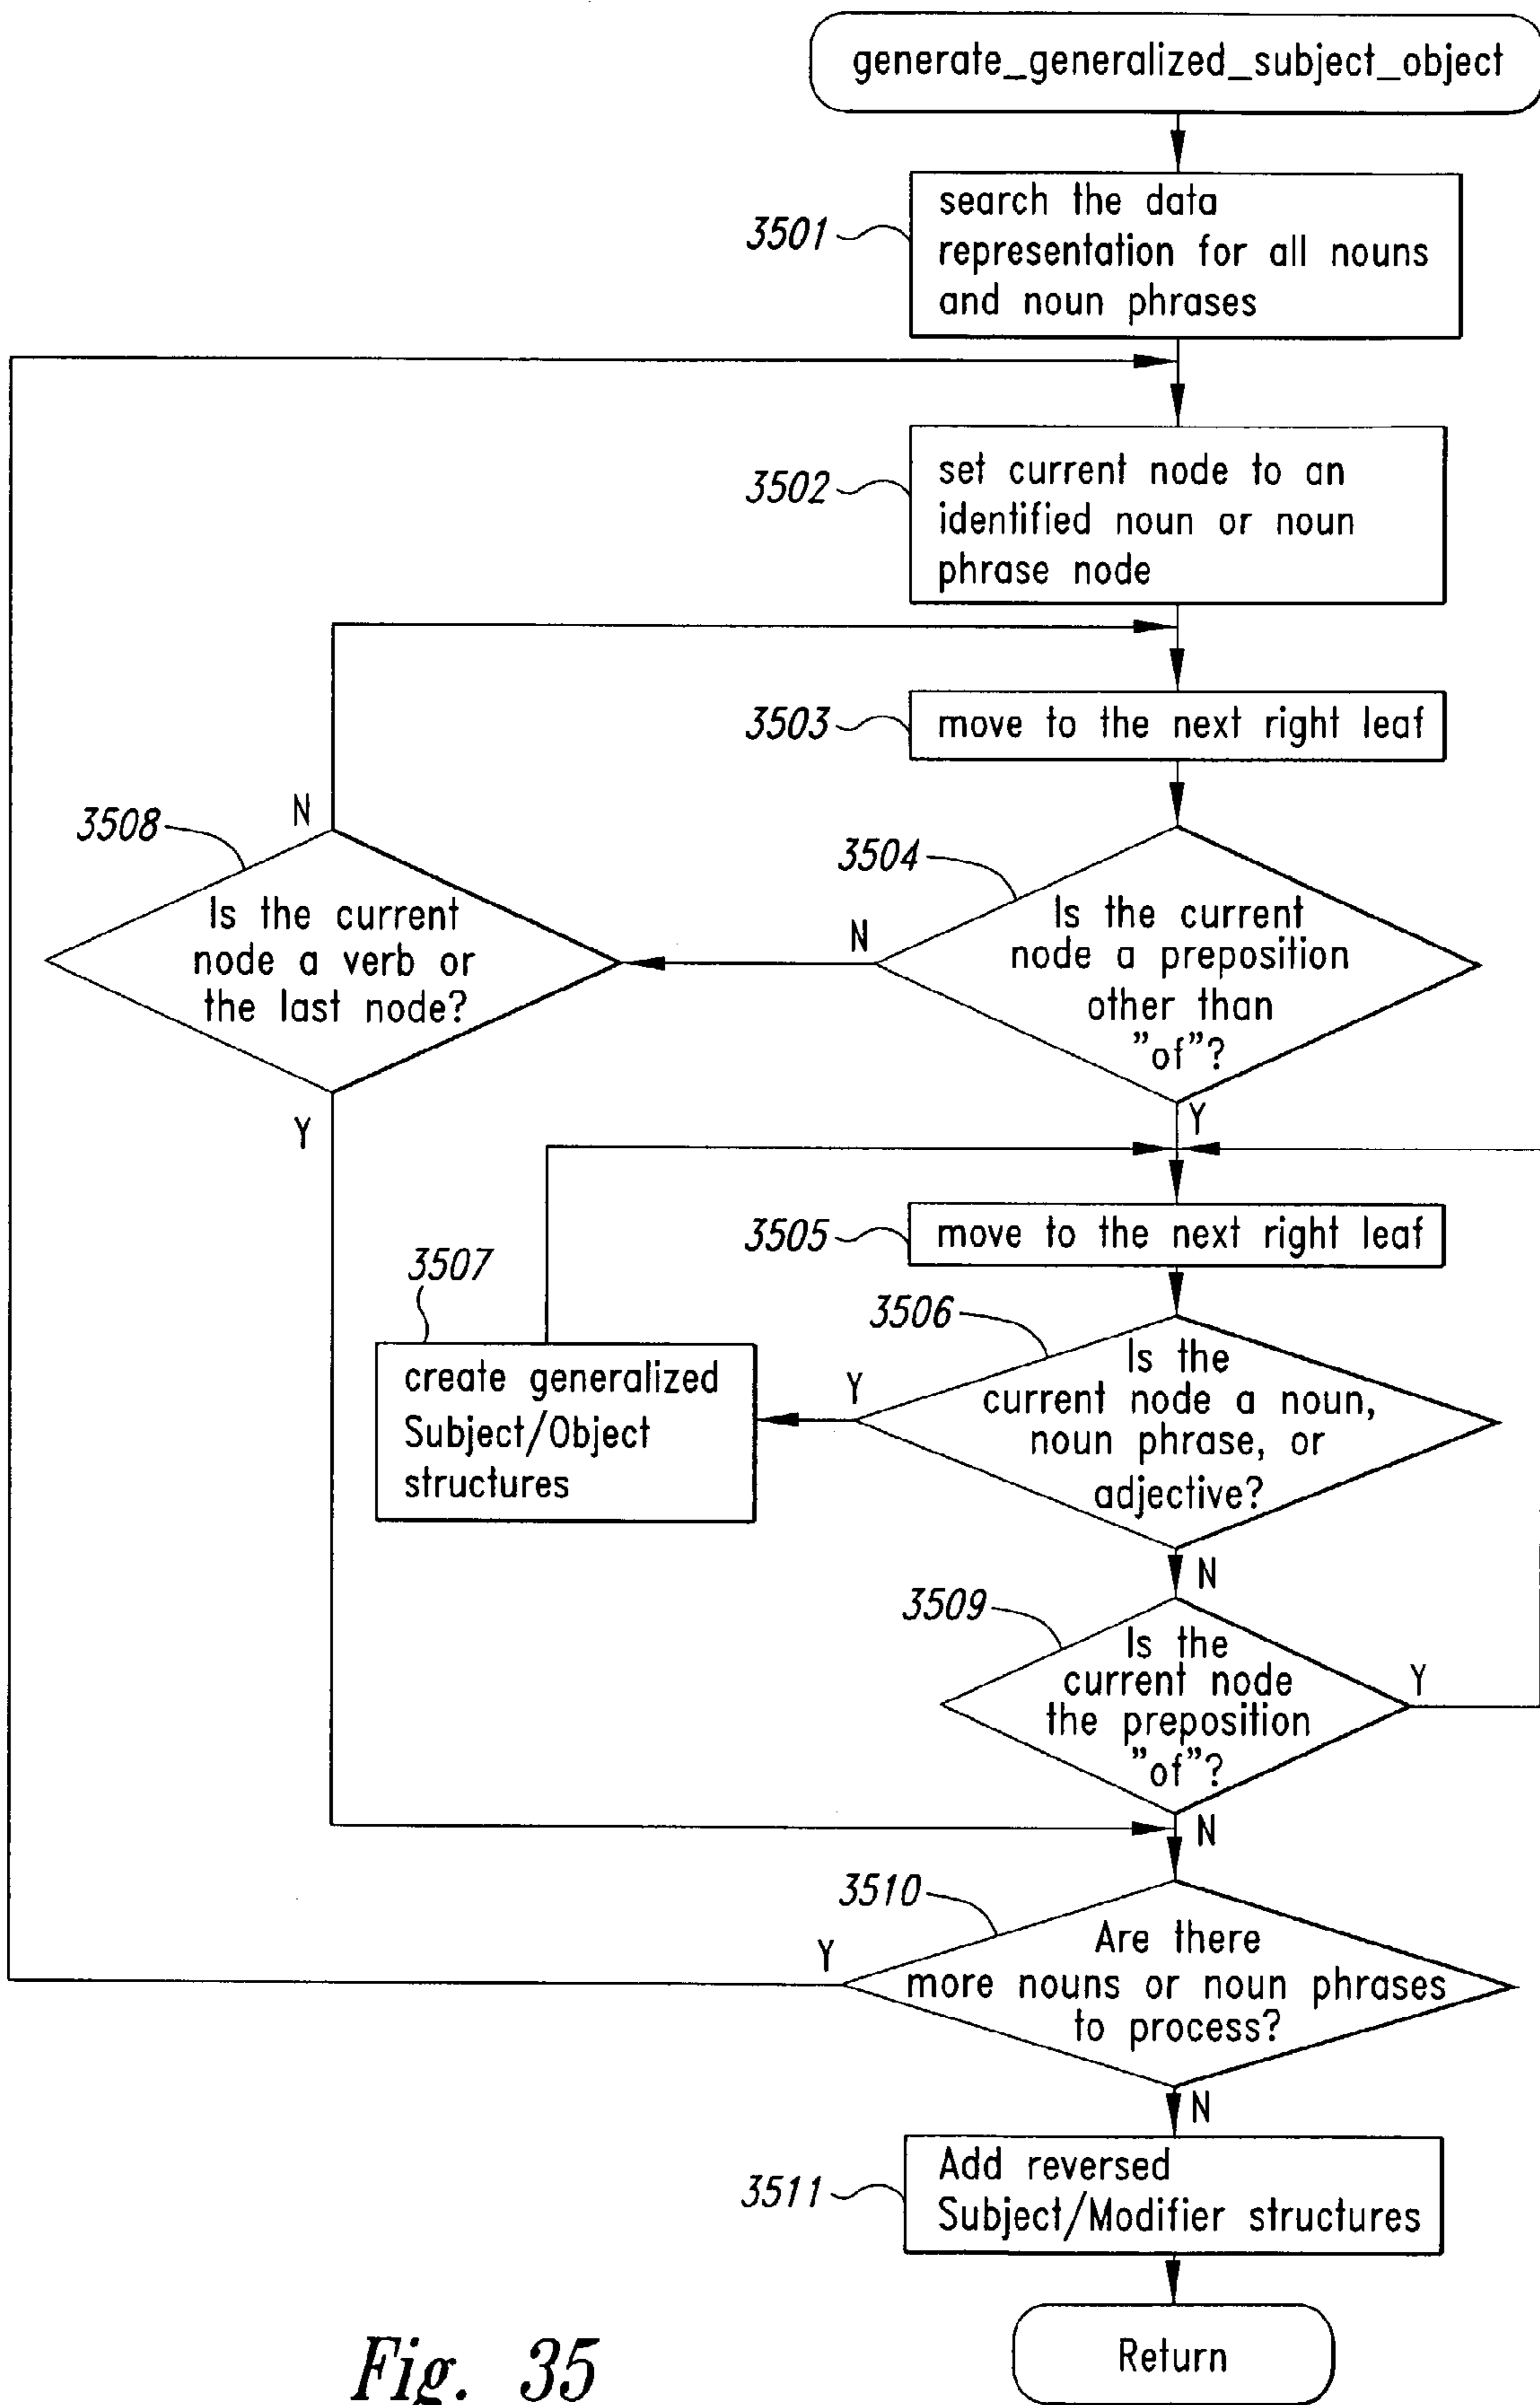 generate_generalized_subject_object
3501
search the data
representation for all nouns
and noun phrases
3502
set current node to an
identified noun or noun
phrase node
3503
move to the next right leaf
3504
Is the current
node a preposition
other than
"of"?
N
Y
3508
Is the current
node a verb or
the last node?
N
Y
3505
move to the next right leaf
3506
Is the
current node a noun,
noun phrase, or
adjective?
Y
N
3507
create generalized
Subject/Object
structures
3509
Is the
current node
the preposition
"of"?
Y
N
3510
Are there
more nouns or noun phrases
to process?
Y
N
3511
Add reversed
Subject/Modifier structures
Return
Fig. 35